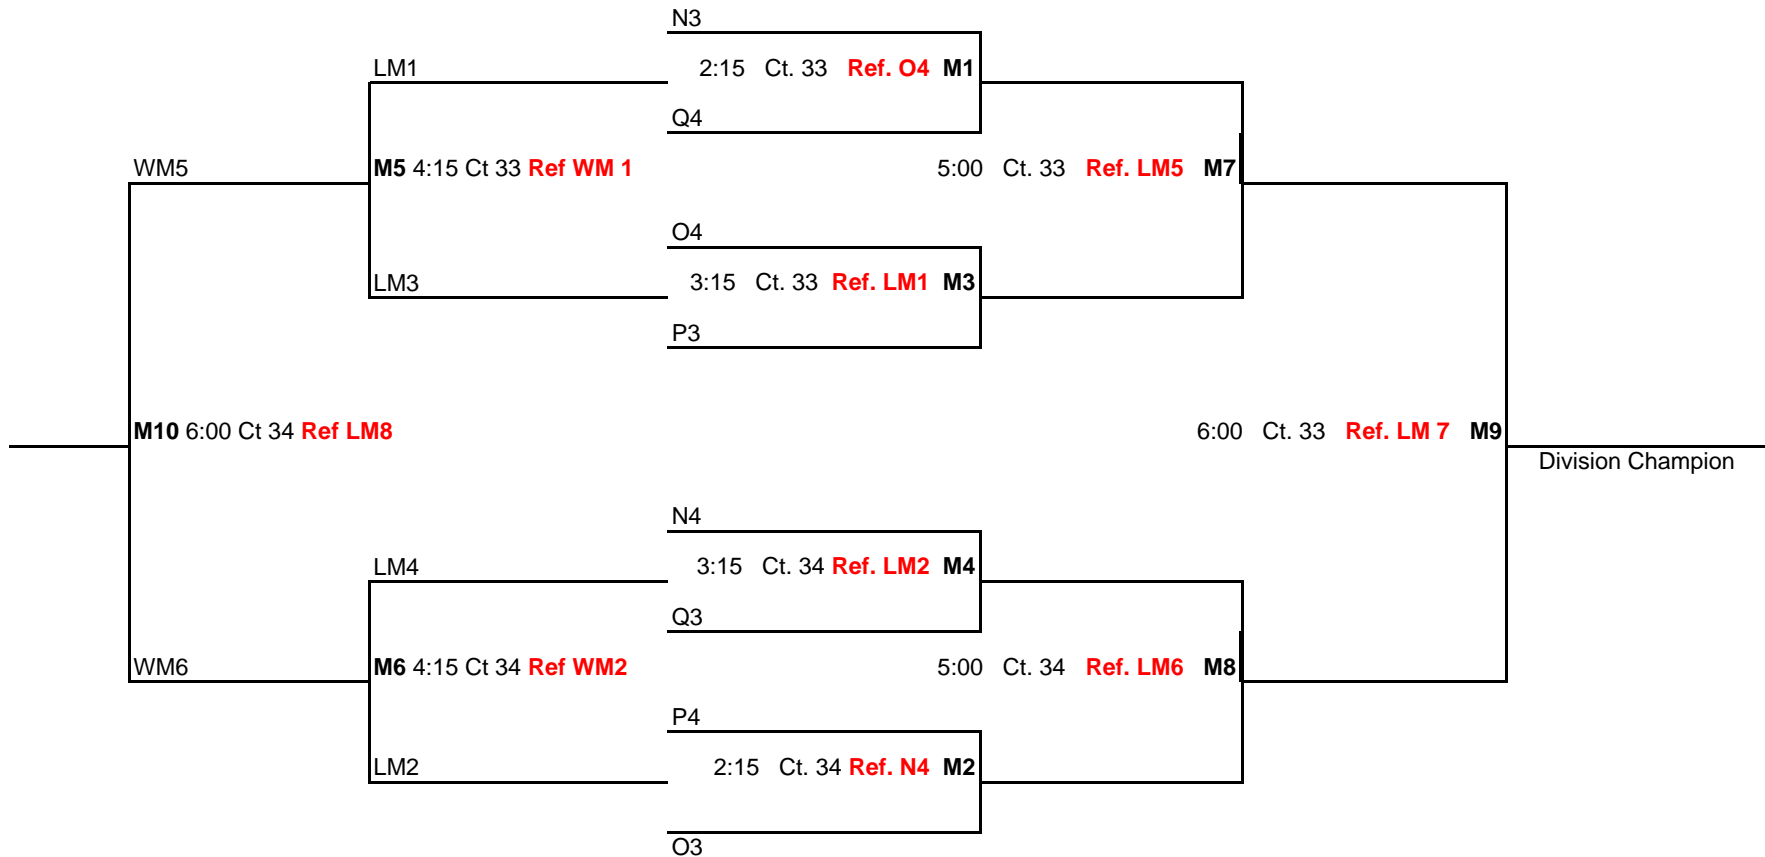 N3
LM1
2:15 Ct. 33 Ref. O4 M1
Q4
WM5
M5 4:15 Ct 33 Ref WM 1
5:00 Ct. 33 Ref. LM5 M7
O4
LM3
3:15 Ct. 33 Ref. LM1 M3
P3
M10 6:00 Ct 34 Ref LM8
6:00 Ct. 33 Ref. LM 7 M9
Division Champion
N4
LM4
3:15 Ct. 34 Ref. LM2 M4
Q3
WM6
M6 4:15 Ct 34 Ref WM2
5:00 Ct. 34 Ref. LM6 M8
P4
LM2
2:15 Ct. 34 Ref. N4 M2
O3